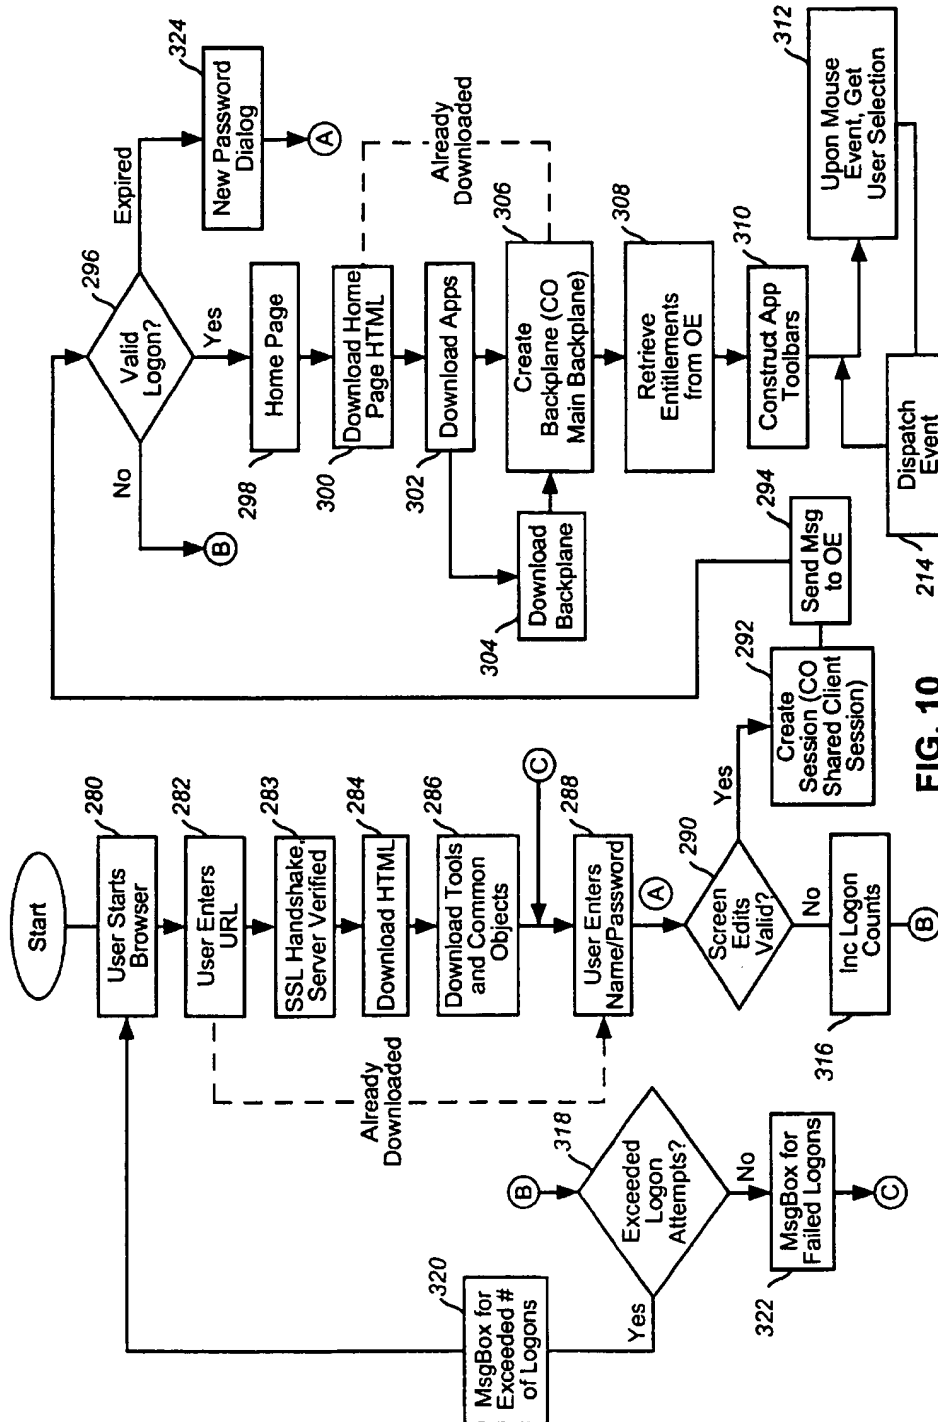 Start
280
User Starts
Browser
282
User Enters
URL
283
SSL Handshake,
Server Verified
284
Download HTML
286
Download Tools
and Common
Objects
C
288
User Enters
Name/Password
Already
Downloaded
A
290
Screen
Edits
Valid?
Yes
No
Inc Logon
Counts
316
B
292
Create
Session (CO
Shared Client
Session)
294
Send Msg
to OE
B
318
Exceeded
Logon
Attempts?
Yes
No
320
MsgBox for
Exceeded #
of Logons
MsgBox for
Failed Logons
322
C
296
Valid
Logon?
No
B
Expired
324
New Password
Dialog
A
Yes
Home Page
298
Download Home
Page HTML
300
Already
Downloaded
Download Apps
302
Download
Backplane
304
306
Create
Backplane (CO
Main Backplane)
308
Retrieve
Entitlements
from OE
310
Construct App
Toolbars
312
Upon Mouse
Event, Get
User Selection
Dispatch
Event
214
FIG. 10